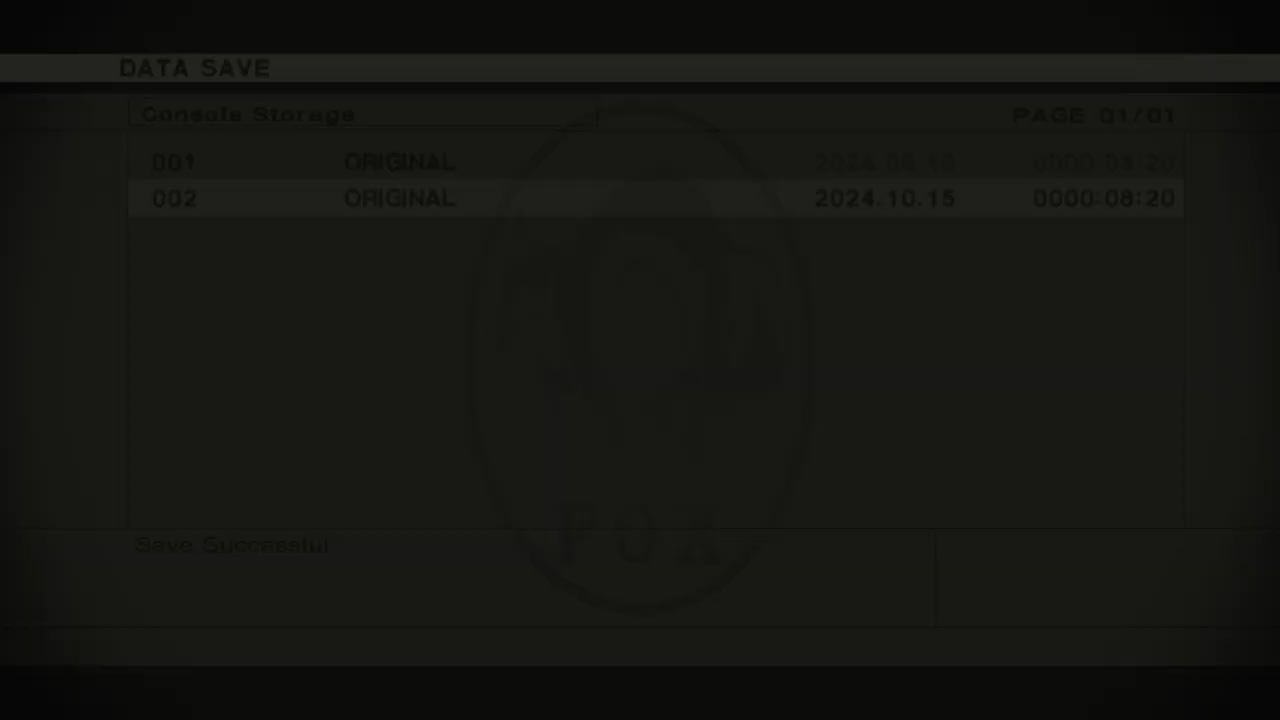 DATA SAVE
Console Storage PAGE 01/01
001 ORIGINAL
002 ORIGINAL 2024.10.15 0000:08:20
Save Successful
FOX